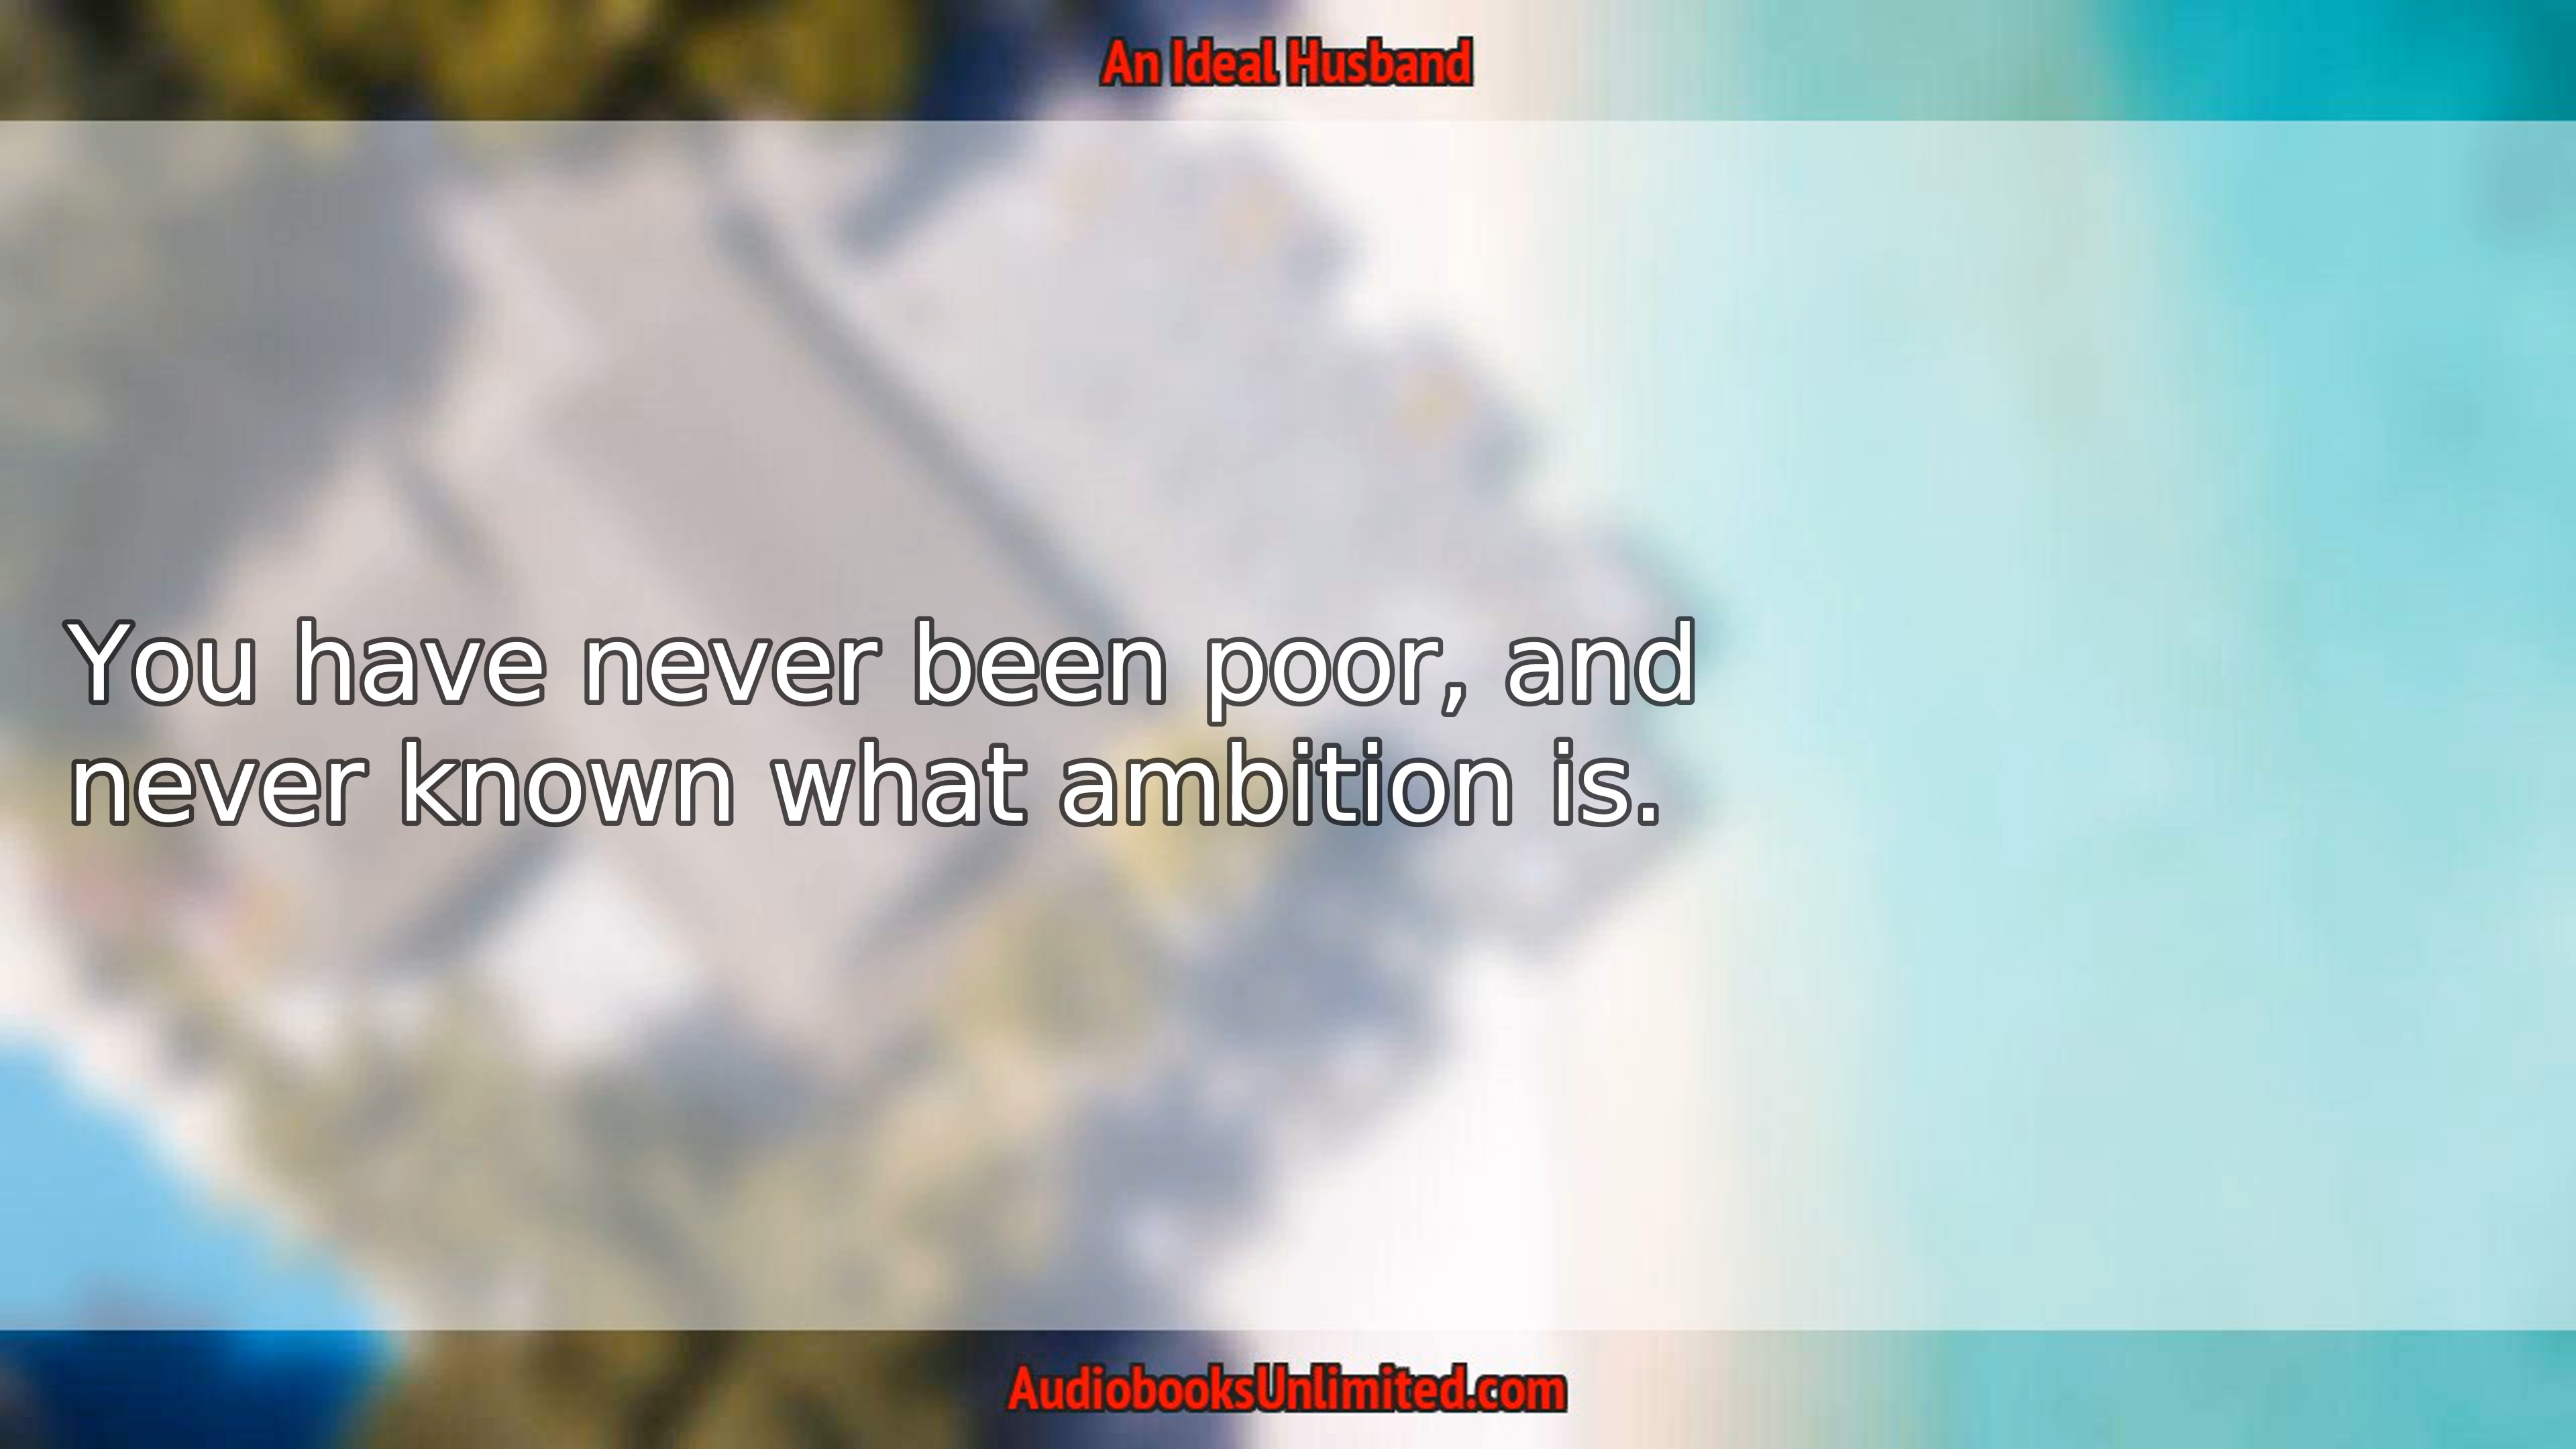 An Ideal Husband
You have never been poor, and
never known what ambition is.
AudiobooksUnlimited.com